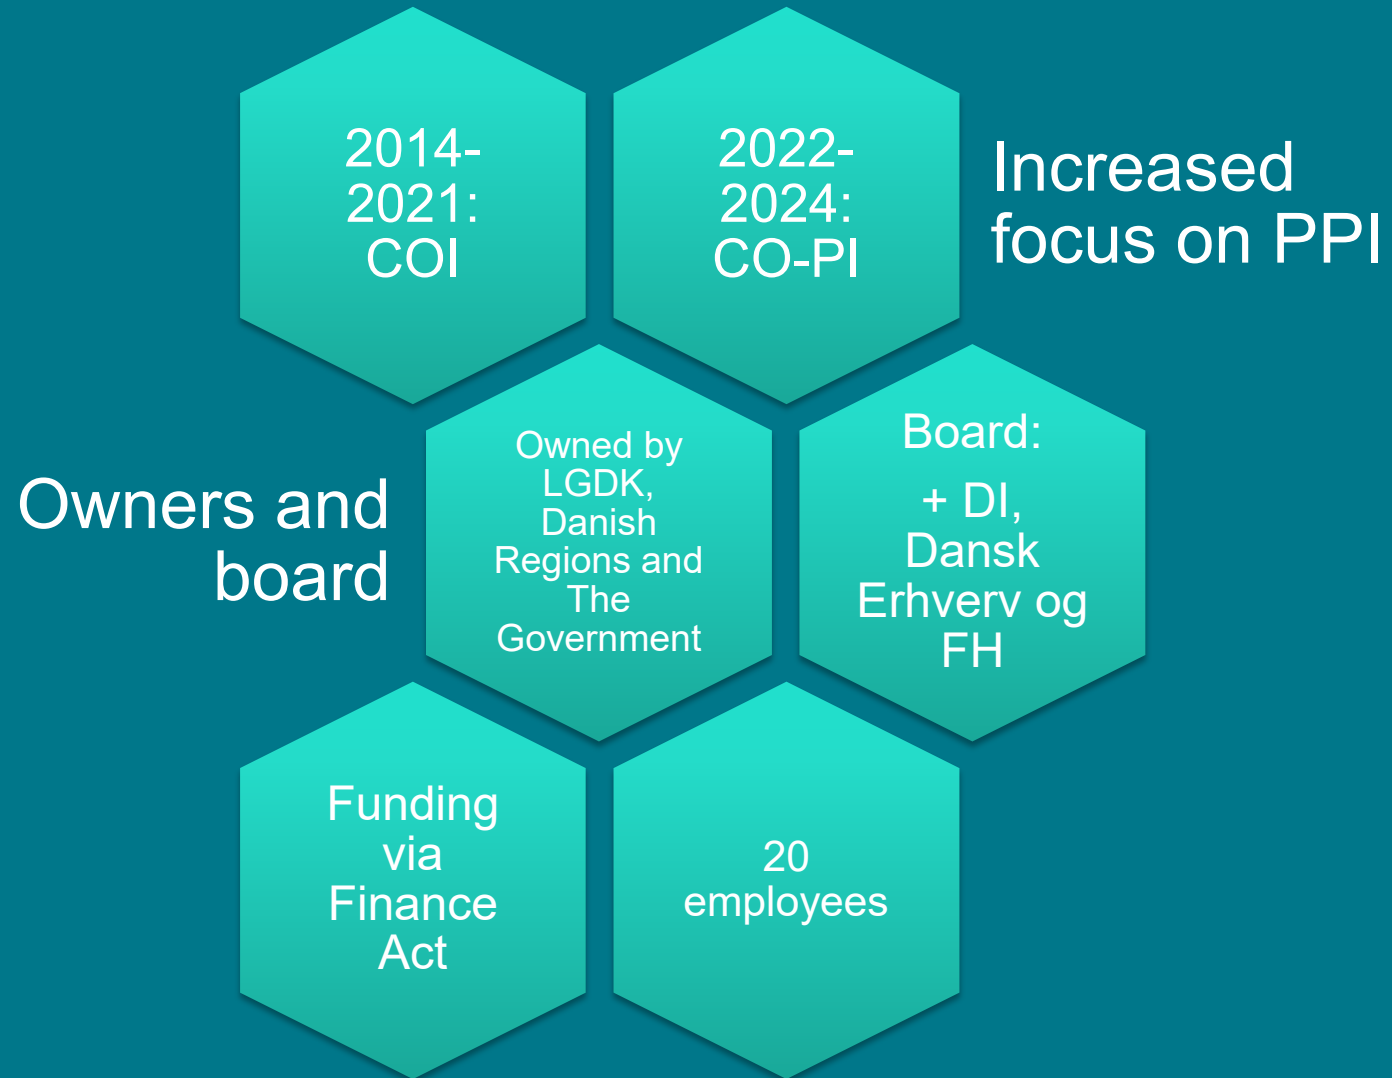 2014-
2021:
COI
2022-
2024:
CO-PI
Increased
focus on PPI
Owners and
board
Owned by
LGDK,
Danish
Regions and
The
Government
Board:
+ DI,
Dansk
Erhverv og
FH
Funding
via
Finance
Act
20
employees